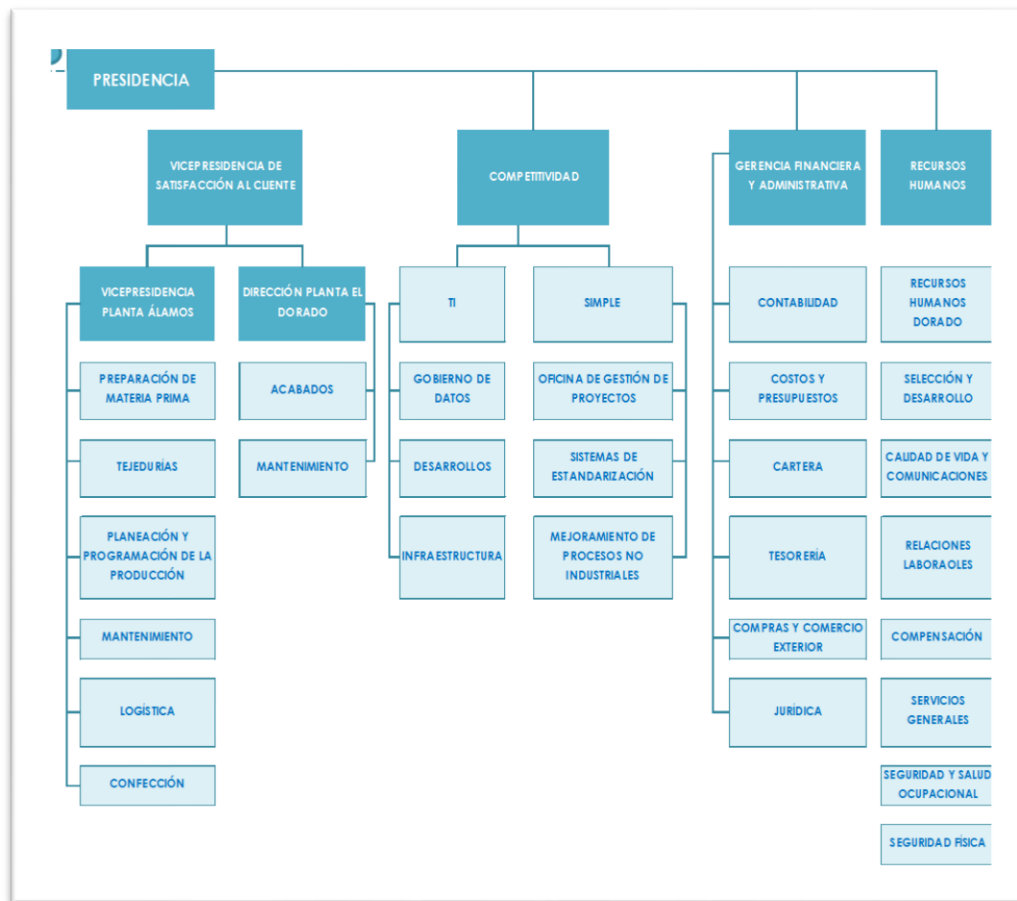 PRESIDENCIA
VICEPRESIDENCIA DE
SATISFACCIÓN AL CLIENTE
COMPETITIVIDAD
GERENCIA FINANCIERA
Y ADMINISTRATIVA
RECURSOS
HUMANOS
VICEPRESIDENCIA
PLANTA ÁLAMOS
DIRECCIÓN PLANTA EL
DORADO
TI
SIMPLE
CONTABILIDAD
RECURSOS
HUMANOS
DORADO
PREPARACIÓN DE
MATERIA PRIMA
ACABADOS
GOBIERNO DE
DATOS
OFICINA DE GESTIÓN DE
PROYECTOS
COSTOS Y
PRESUPUESTOS
SELECCIÓN Y
DESARROLLO
TEJEDURÍAS
MANTENIMIENTO
DESARROLLOS
SISTEMAS DE
ESTANDARIZACIÓN
CARTERA
CALIDAD DE VIDA Y
COMUNICACIONES
PLANEACIÓN Y
PROGRAMACIÓN DE LA
PRODUCCIÓN
INFRAESTRUCTURA
MEJORAMIENTO DE
PROCESOS NO
INDUSTRIALES
TESORERÍA
RELACIONES
LABORAOLES
MANTENIMIENTO
COMPRAS Y COMERCIO
EXTERIOR
COMPENSACIÓN
LOGÍSTICA
JURÍDICA
SERVICIOS
GENERALES
CONFECCIÓN
SEGURIDAD Y SALUD
OCUPACIONAL
SEGURIDAD FÍSICA